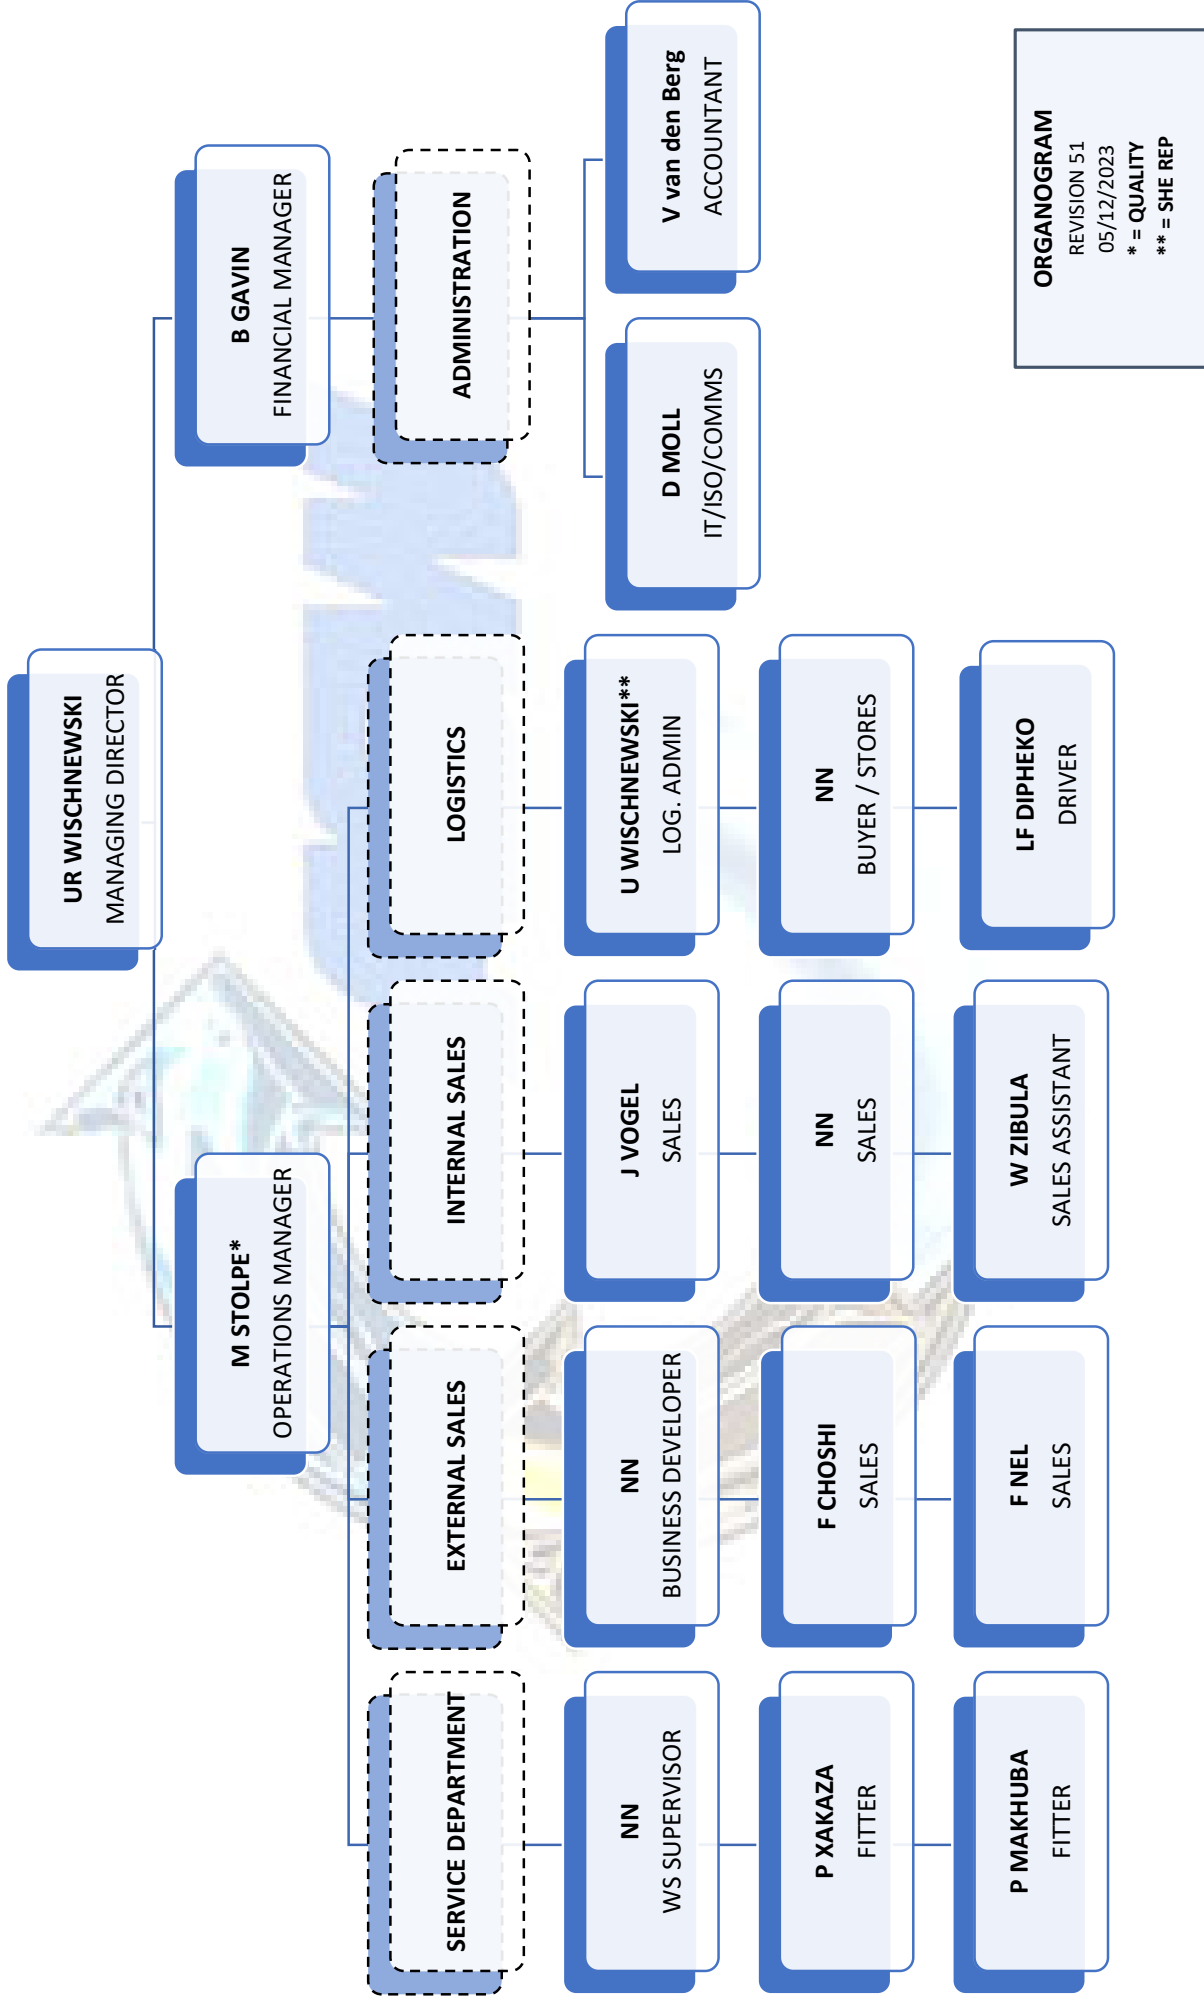 UR WISCHNEWSKI
MANAGING DIRECTOR
M STOLPE*
OPERATIONS MANAGER
B GAVIN
FINANCIAL MANAGER
SERVICE DEPARTMENT
EXTERNAL SALES
INTERNAL SALES
LOGISTICS
ADMINISTRATION
NN
WS SUPERVISOR
NN
BUSINESS DEVELOPER
J VOGEL
SALES
U WISCHNEWSKI**
LOG. ADMIN
D MOLL
IT/ISO/COMMS
V van den Berg
ACCOUNTANT
P XAKAZA
FITTER
F CHOSHI
SALES
NN
SALES
NN
BUYER / STORES
P MAKHUBA
FITTER
F NEL
SALES
W ZIBULA
SALES ASSISTANT
LF DIPHEKO
DRIVER
ORGANOGRAM
REVISION 51
05/12/2023
* = QUALITY
** = SHE REP